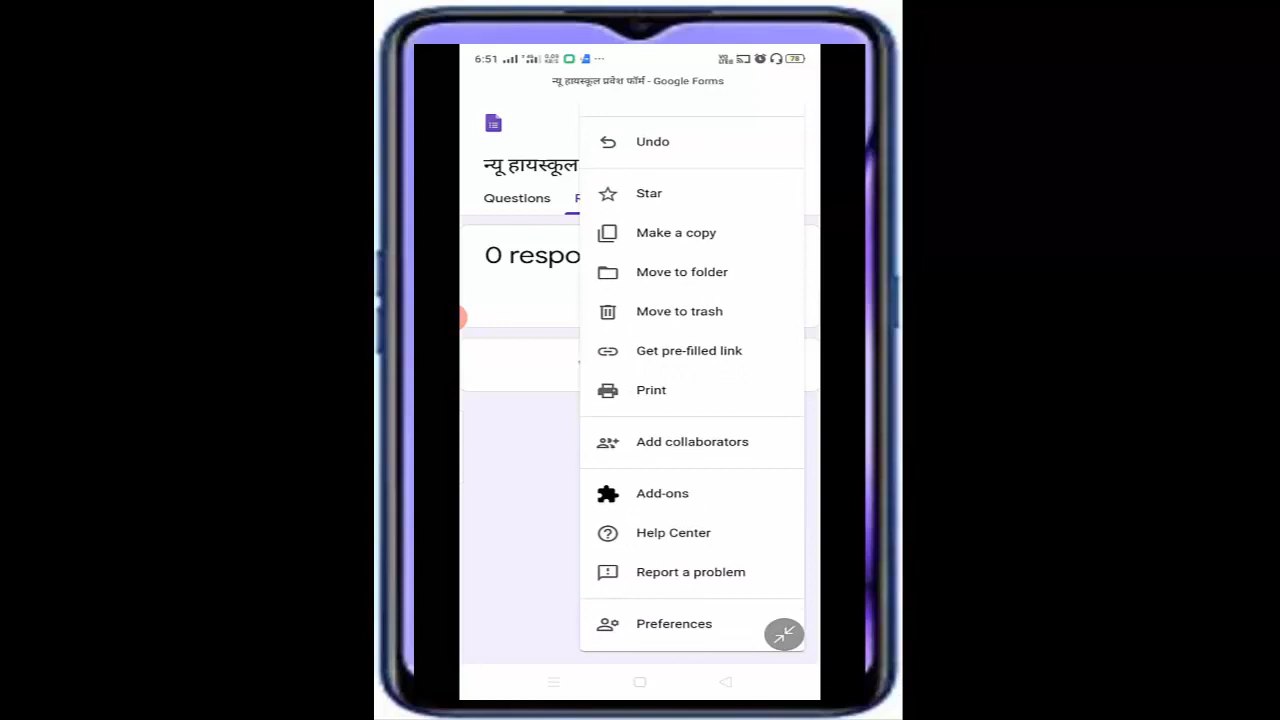 6:51 78
न्यू हायस्कूल प्रवेश फॉर्म - Google Forms
Undo
न्यू हायस्कूल
Star
Questions
0 respo
Make a copy
Move to folder
Move to trash
Get pre-filled link
Print
Add collaborators
Add-ons
Help Center
Report a problem
Preferences